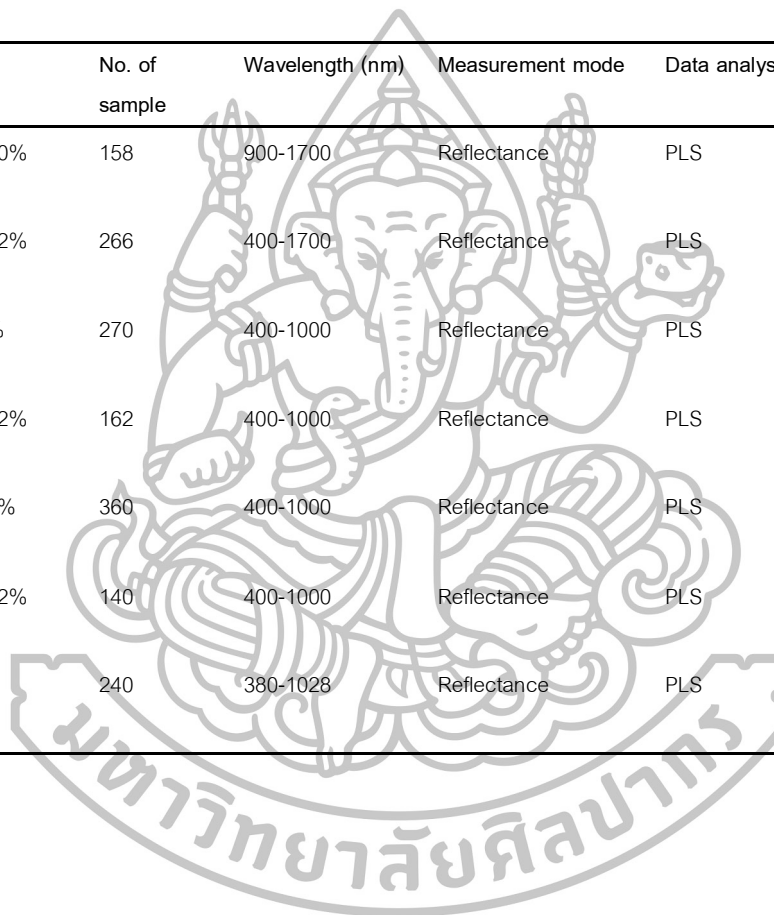 No. of Wavelength (nm) Measurement mode Data analys
sample
0% 158 900-1700 Reflectance PLS
2% 266 400-1700 Reflectance PLS
% 270 400-1000 Reflectance PLS
2% 162 400-1000 Reflectance PLS
% 360 400-1000 Reflectance PLS
2% 140 400-1000 Reflectance PLS
240 380-1028 Reflectance PLS
มหาวิทยาลัยศิลปากร